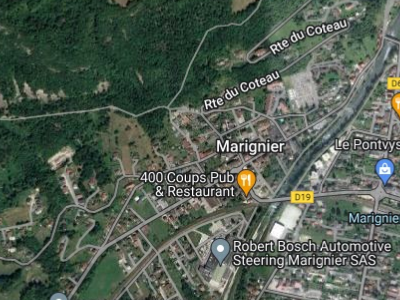 Rte du Coteau
Rte du Coteau
D6
Marignier
Le Pontvys
400 Coups Pub
& Restaurant
D19
Marignie
Robert Bosch Automotive
Steering Marignier SAS